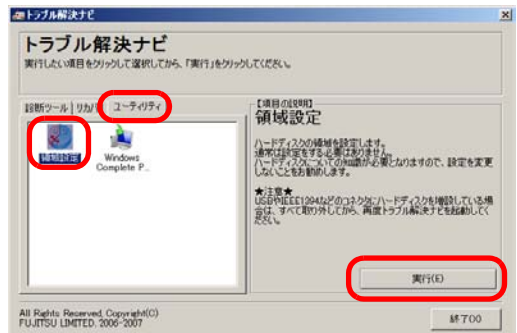 トラブル解決ナビ
トラブル解決ナビ
実行したい項目をクリックして選択してから、「実行」をクリックしてください。
診断ツール リカバ ユーティリティ
領域設定
Windows
Complete P...
【項目の説明】
領域設定
ハードディスクの領域を設定します。
通常は設定をする必要はありません。
ハードディスクについての知識が必要となりますので、設定を変更
しないことをお勧めします。
★注意★
USBやIEEE1394などのコネクタにハードディスクを増設している場
合は、すべて取り外してから、再度トラブル解決ナビを起動してく
ださい。
実行(E)
All Rights Reserved, Copyright(C)
FUJITSU LIMITED. 2006-2007
終了(X)